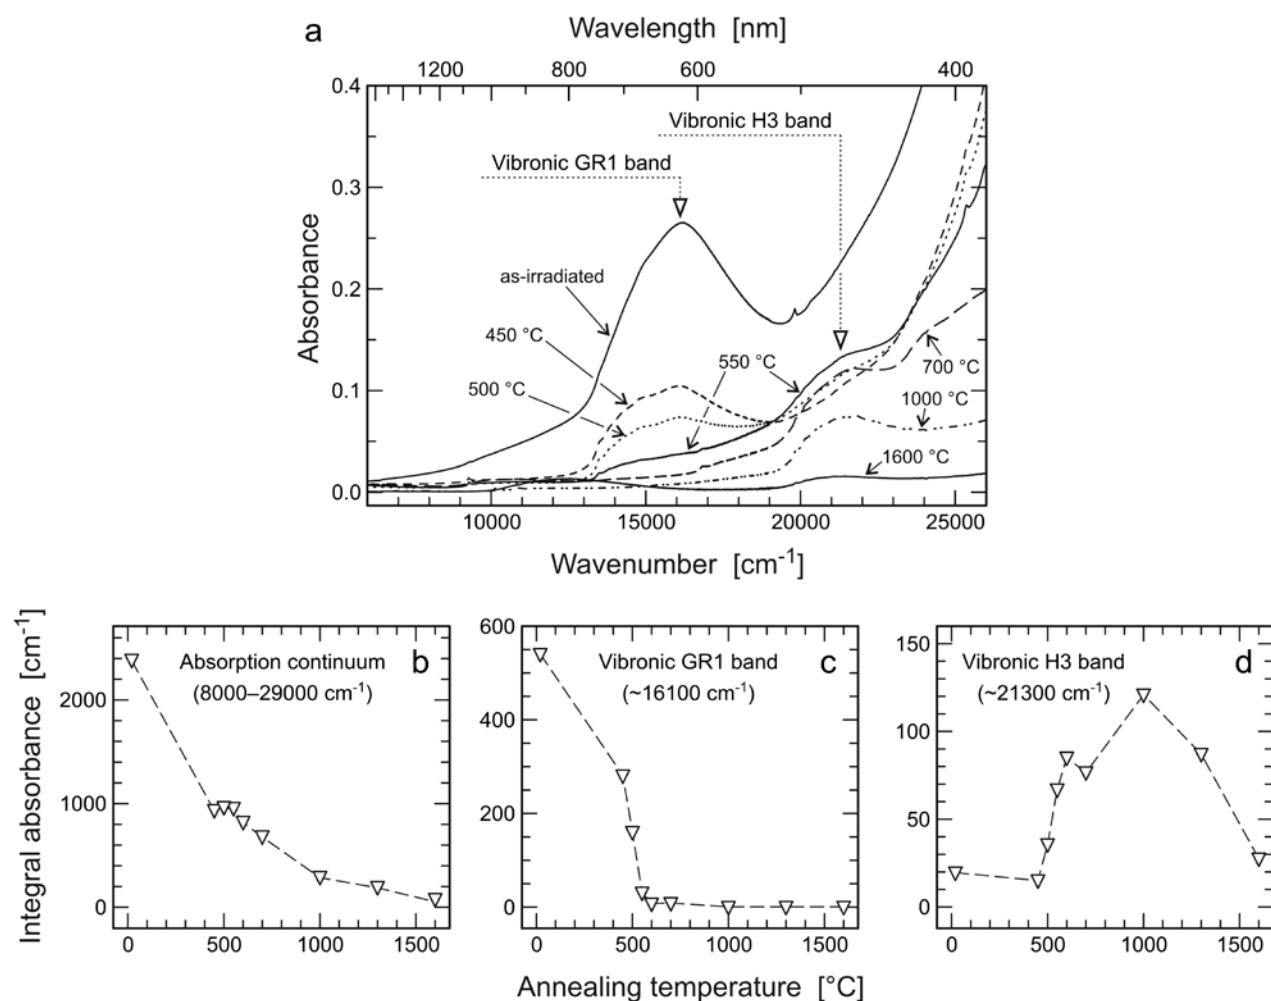 a
Wavelength [nm]
1200 1000 800 600 400
Absorbance
0.4
0.3
0.2
0.1
0.0
Vibronic H3 band
Vibronic GR1 band
as-irradiated
450 °C
500 °C
550 °C
700 °C
1000 °C
1600 °C
10000 15000 20000 25000
Wavenumber [cm⁻¹]
Integral absorbance [cm⁻¹]
b
Absorption continuum
(8000–29000 cm⁻¹)
2000
1000
0
0 500 1000 1500
c
Vibronic GR1 band
(~16100 cm⁻¹)
600
400
200
0
0 500 1000 1500
d
Vibronic H3 band
(~21300 cm⁻¹)
150
100
50
0
0 500 1000 1500
Annealing temperature [°C]